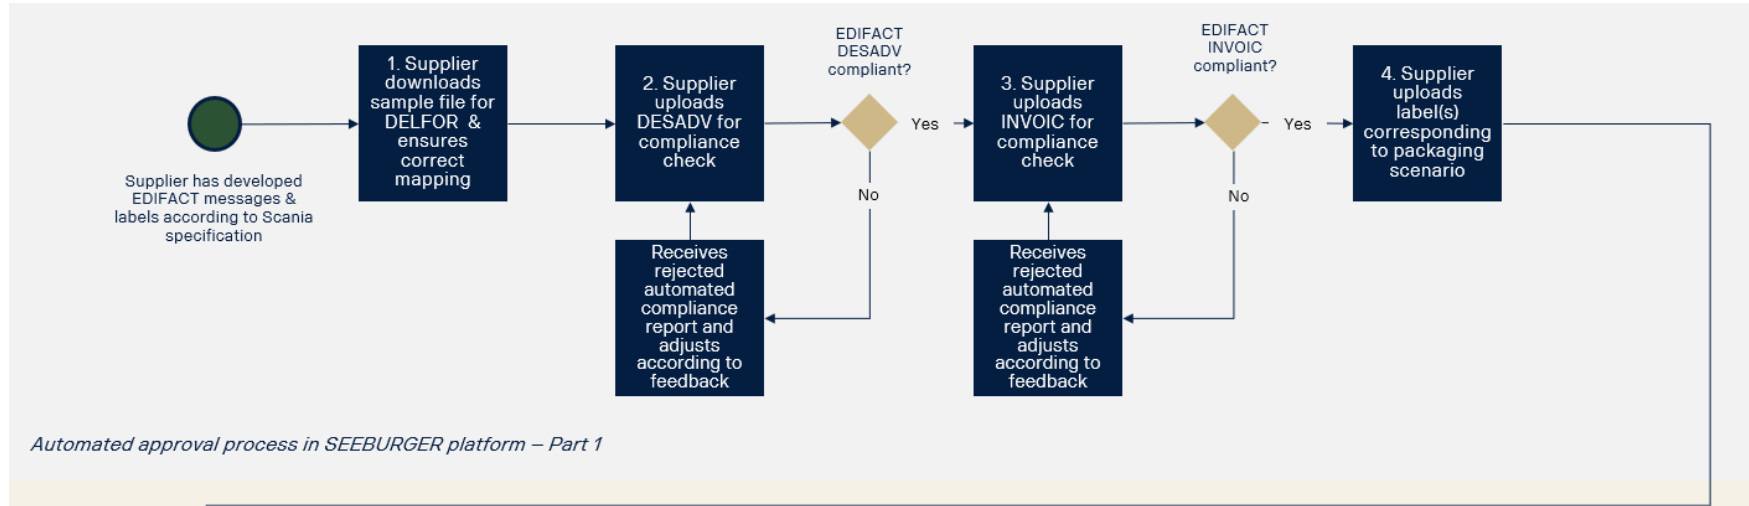 Supplier has developed
EDIFACT messages &
labels according to Scania
specification
1. Supplier
downloads
sample file for
DELFOR &
ensures
correct
mapping
2. Supplier
uploads
DESADV for
compliance
check
EDIFACT
DESADV
compliant?
Yes
No
Receives
rejected
automated
compliance
report and
adjusts
according to
feedback
3. Supplier
uploads
INVOIC for
compliance
check
EDIFACT
INVOIC
compliant?
Yes
No
Receives
rejected
automated
compliance
report and
adjusts
according to
feedback
4. Supplier
uploads
label(s)
corresponding
to packaging
scenario
Automated approval process in SEEBURGER platform – Part 1